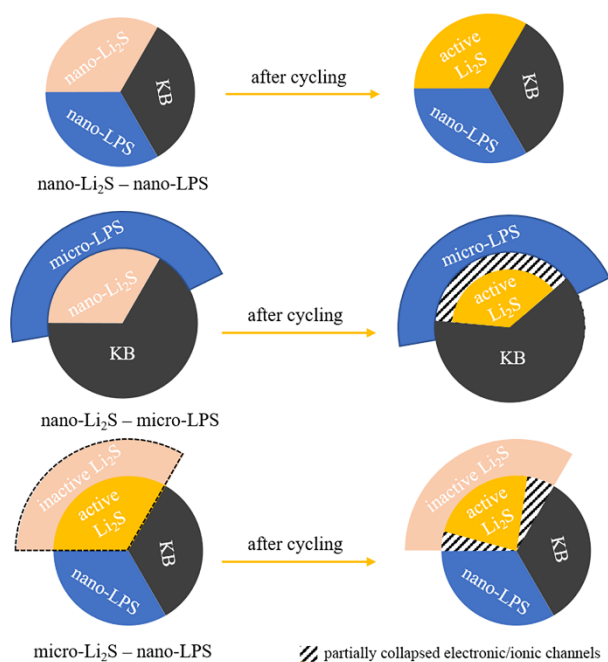 nano-Li₂S
KB
nano-LPS
after cycling
active
Li₂S
KB
nano-LPS
nano-Li₂S – nano-LPS
micro-LPS
nano-Li₂S
KB
after cycling
micro-LPS
active
Li₂S
KB
nano-Li₂S – micro-LPS
inactive Li₂S
active
Li₂S
KB
nano-LPS
after cycling
inactive Li₂S
active
Li₂S
KB
nano-LPS
micro-Li₂S – nano-LPS
partially collapsed electronic/ionic channels